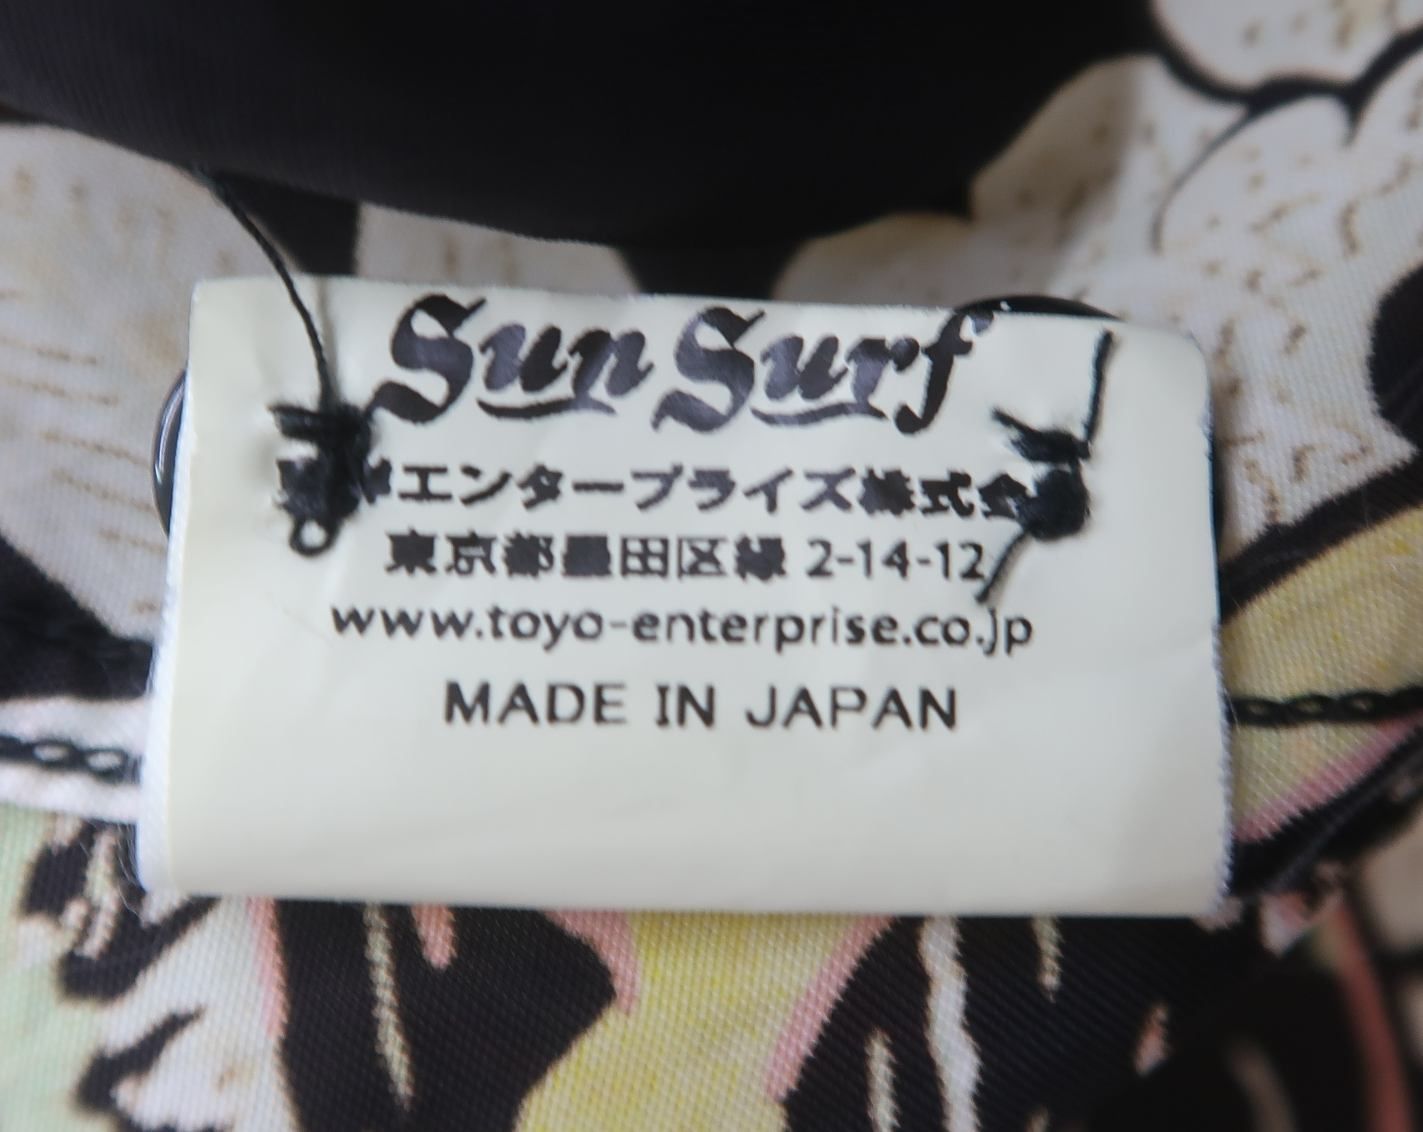 Sun Surf
エンタープライズ株式会
東京都墨田区緑 2-14-12
www.toyo-enterprise.co.jp
MADE IN JAPAN